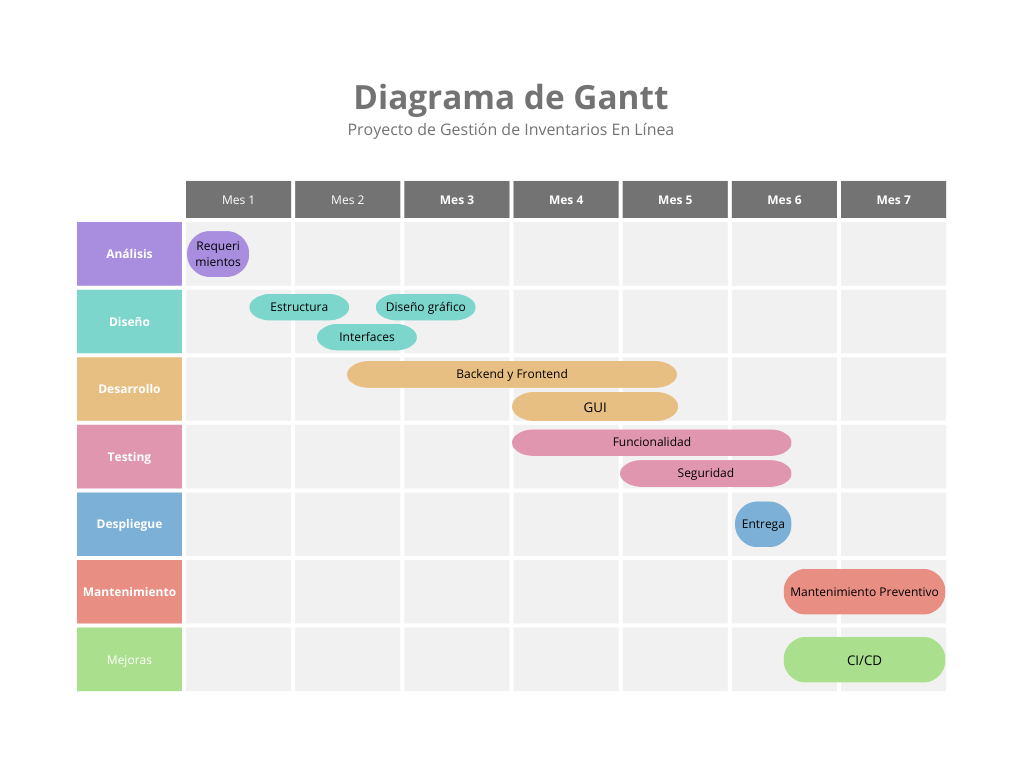 Diagrama de Gantt
Proyecto de Gestión de Inventarios En Línea
Mes 1 Mes 2 Mes 3 Mes 4 Mes 5 Mes 6 Mes 7
Análisis
Requeri
mientos
Diseño
Estructura Diseño gráfico
Interfaces
Desarrollo
Backend y Frontend
GUI
Testing
Funcionalidad
Seguridad
Despliegue Entrega
Mantenimiento Mantenimiento Preventivo
Mejoras CI/CD